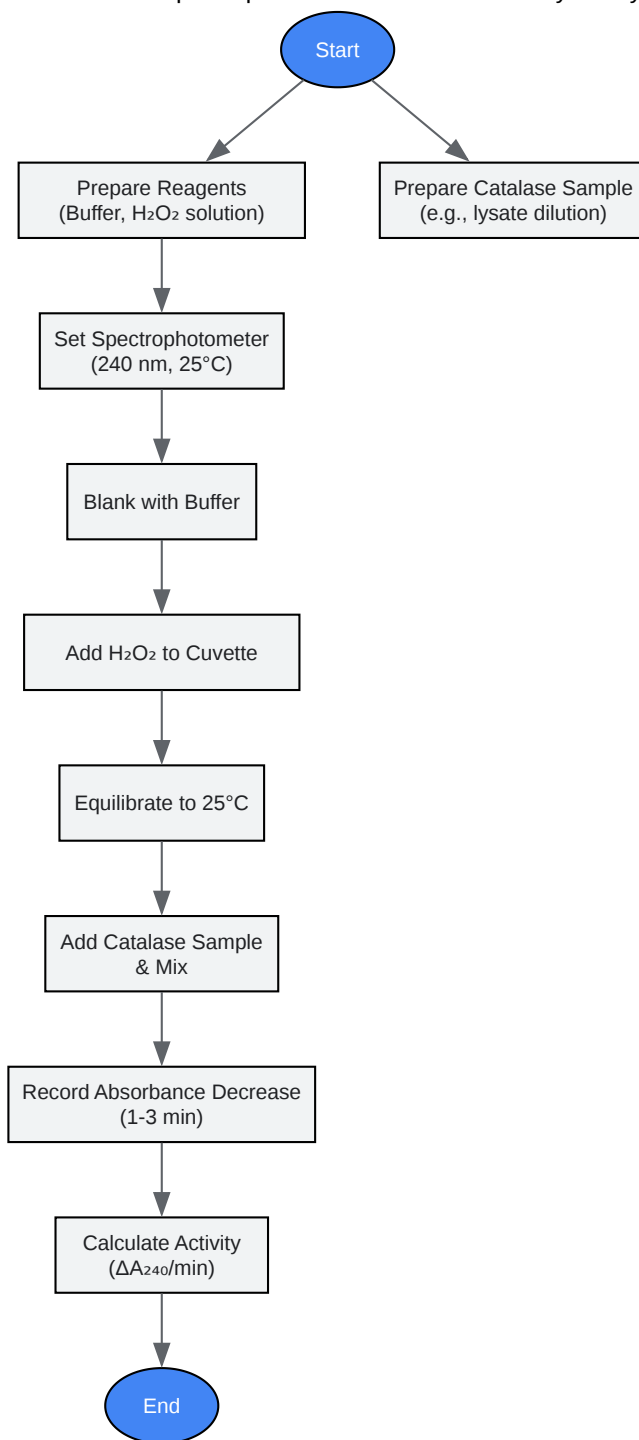 Start
Prepare Reagents
(Buffer, H₂O₂ solution)
Prepare Catalase Sample
(e.g., lysate dilution)
Set Spectrophotometer
(240 nm, 25°C)
Blank with Buffer
Add H₂O₂ to Cuvette
Equilibrate to 25°C
Add Catalase Sample
& Mix
Record Absorbance Decrease
(1-3 min)
Calculate Activity
(ΔA₂₄₀/min)
End